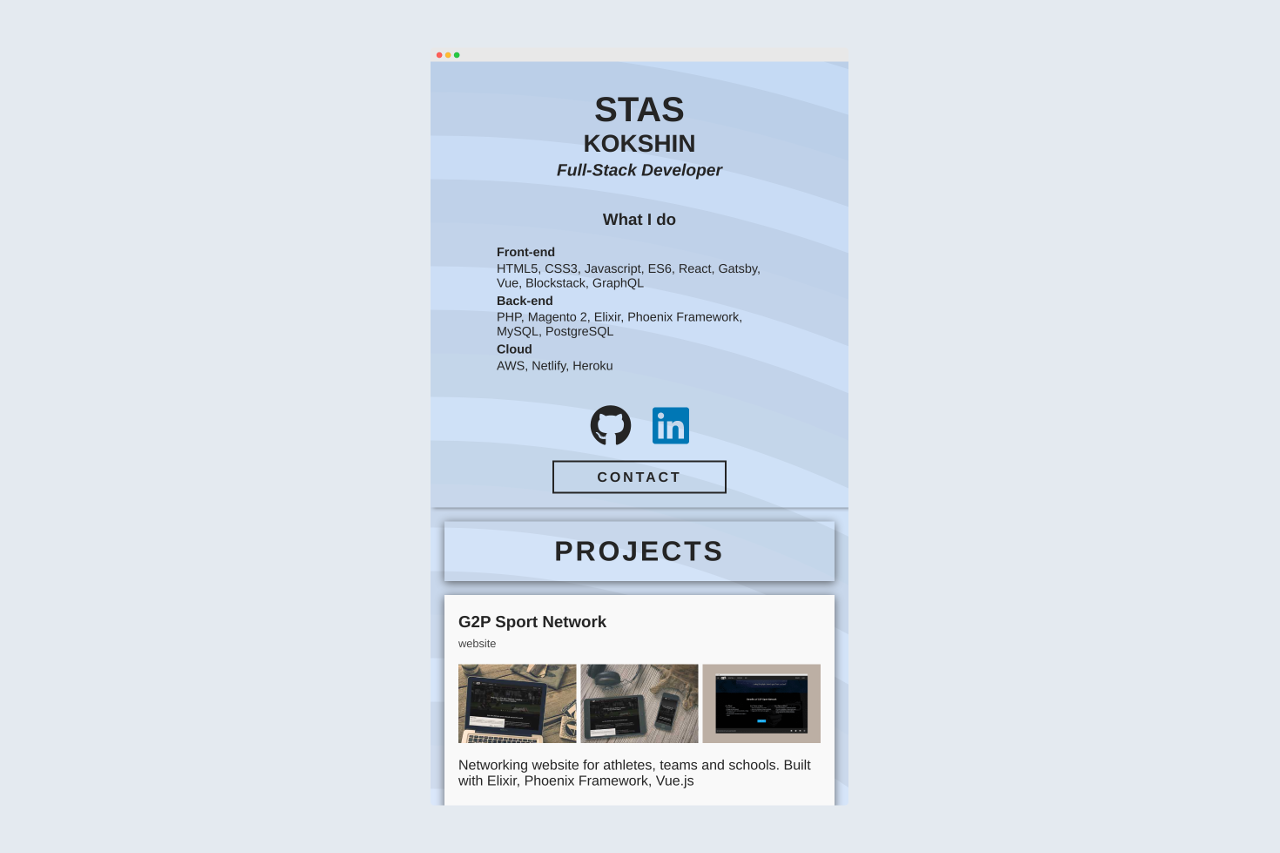 STAS
KOKSHIN
Full-Stack Developer
What I do
Front-end
HTML5, CSS3, Javascript, ES6, React, Gatsby,
Vue, Blockstack, GraphQL
Back-end
PHP, Magento 2, Elixir, Phoenix Framework,
MySQL, PostgreSQL
Cloud
AWS, Netlify, Heroku
in
CONTACT
PROJECTS
G2P Sport Network
website
Networking website for athletes, teams and schools. Built
with Elixir, Phoenix Framework, Vue.js